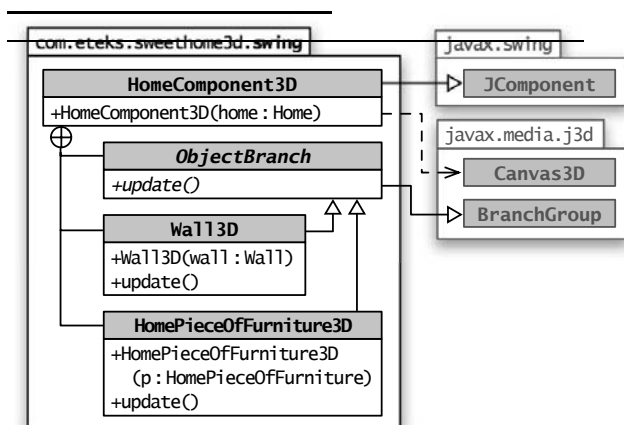 com.eteks.sweethome3d.swing
HomeComponent3D
+HomeComponent3D(home:Home)
ObjectBranch
+update()
Wall3D
+Wall3D(wall:Wall)
+update()
HomePieceOfFurniture3D
+HomePieceOfFurniture3D
(p:HomePieceOfFurniture)
+update()
javax.swing
JComponent
javax.media.j3d
Canvas3D
BranchGroup